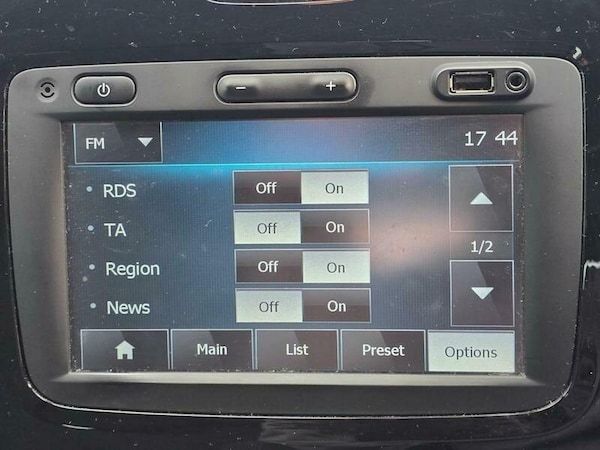 FM 17 44
RDS Off On
TA Off On
Region Off On
1/2
News Off On
Main List Preset Options